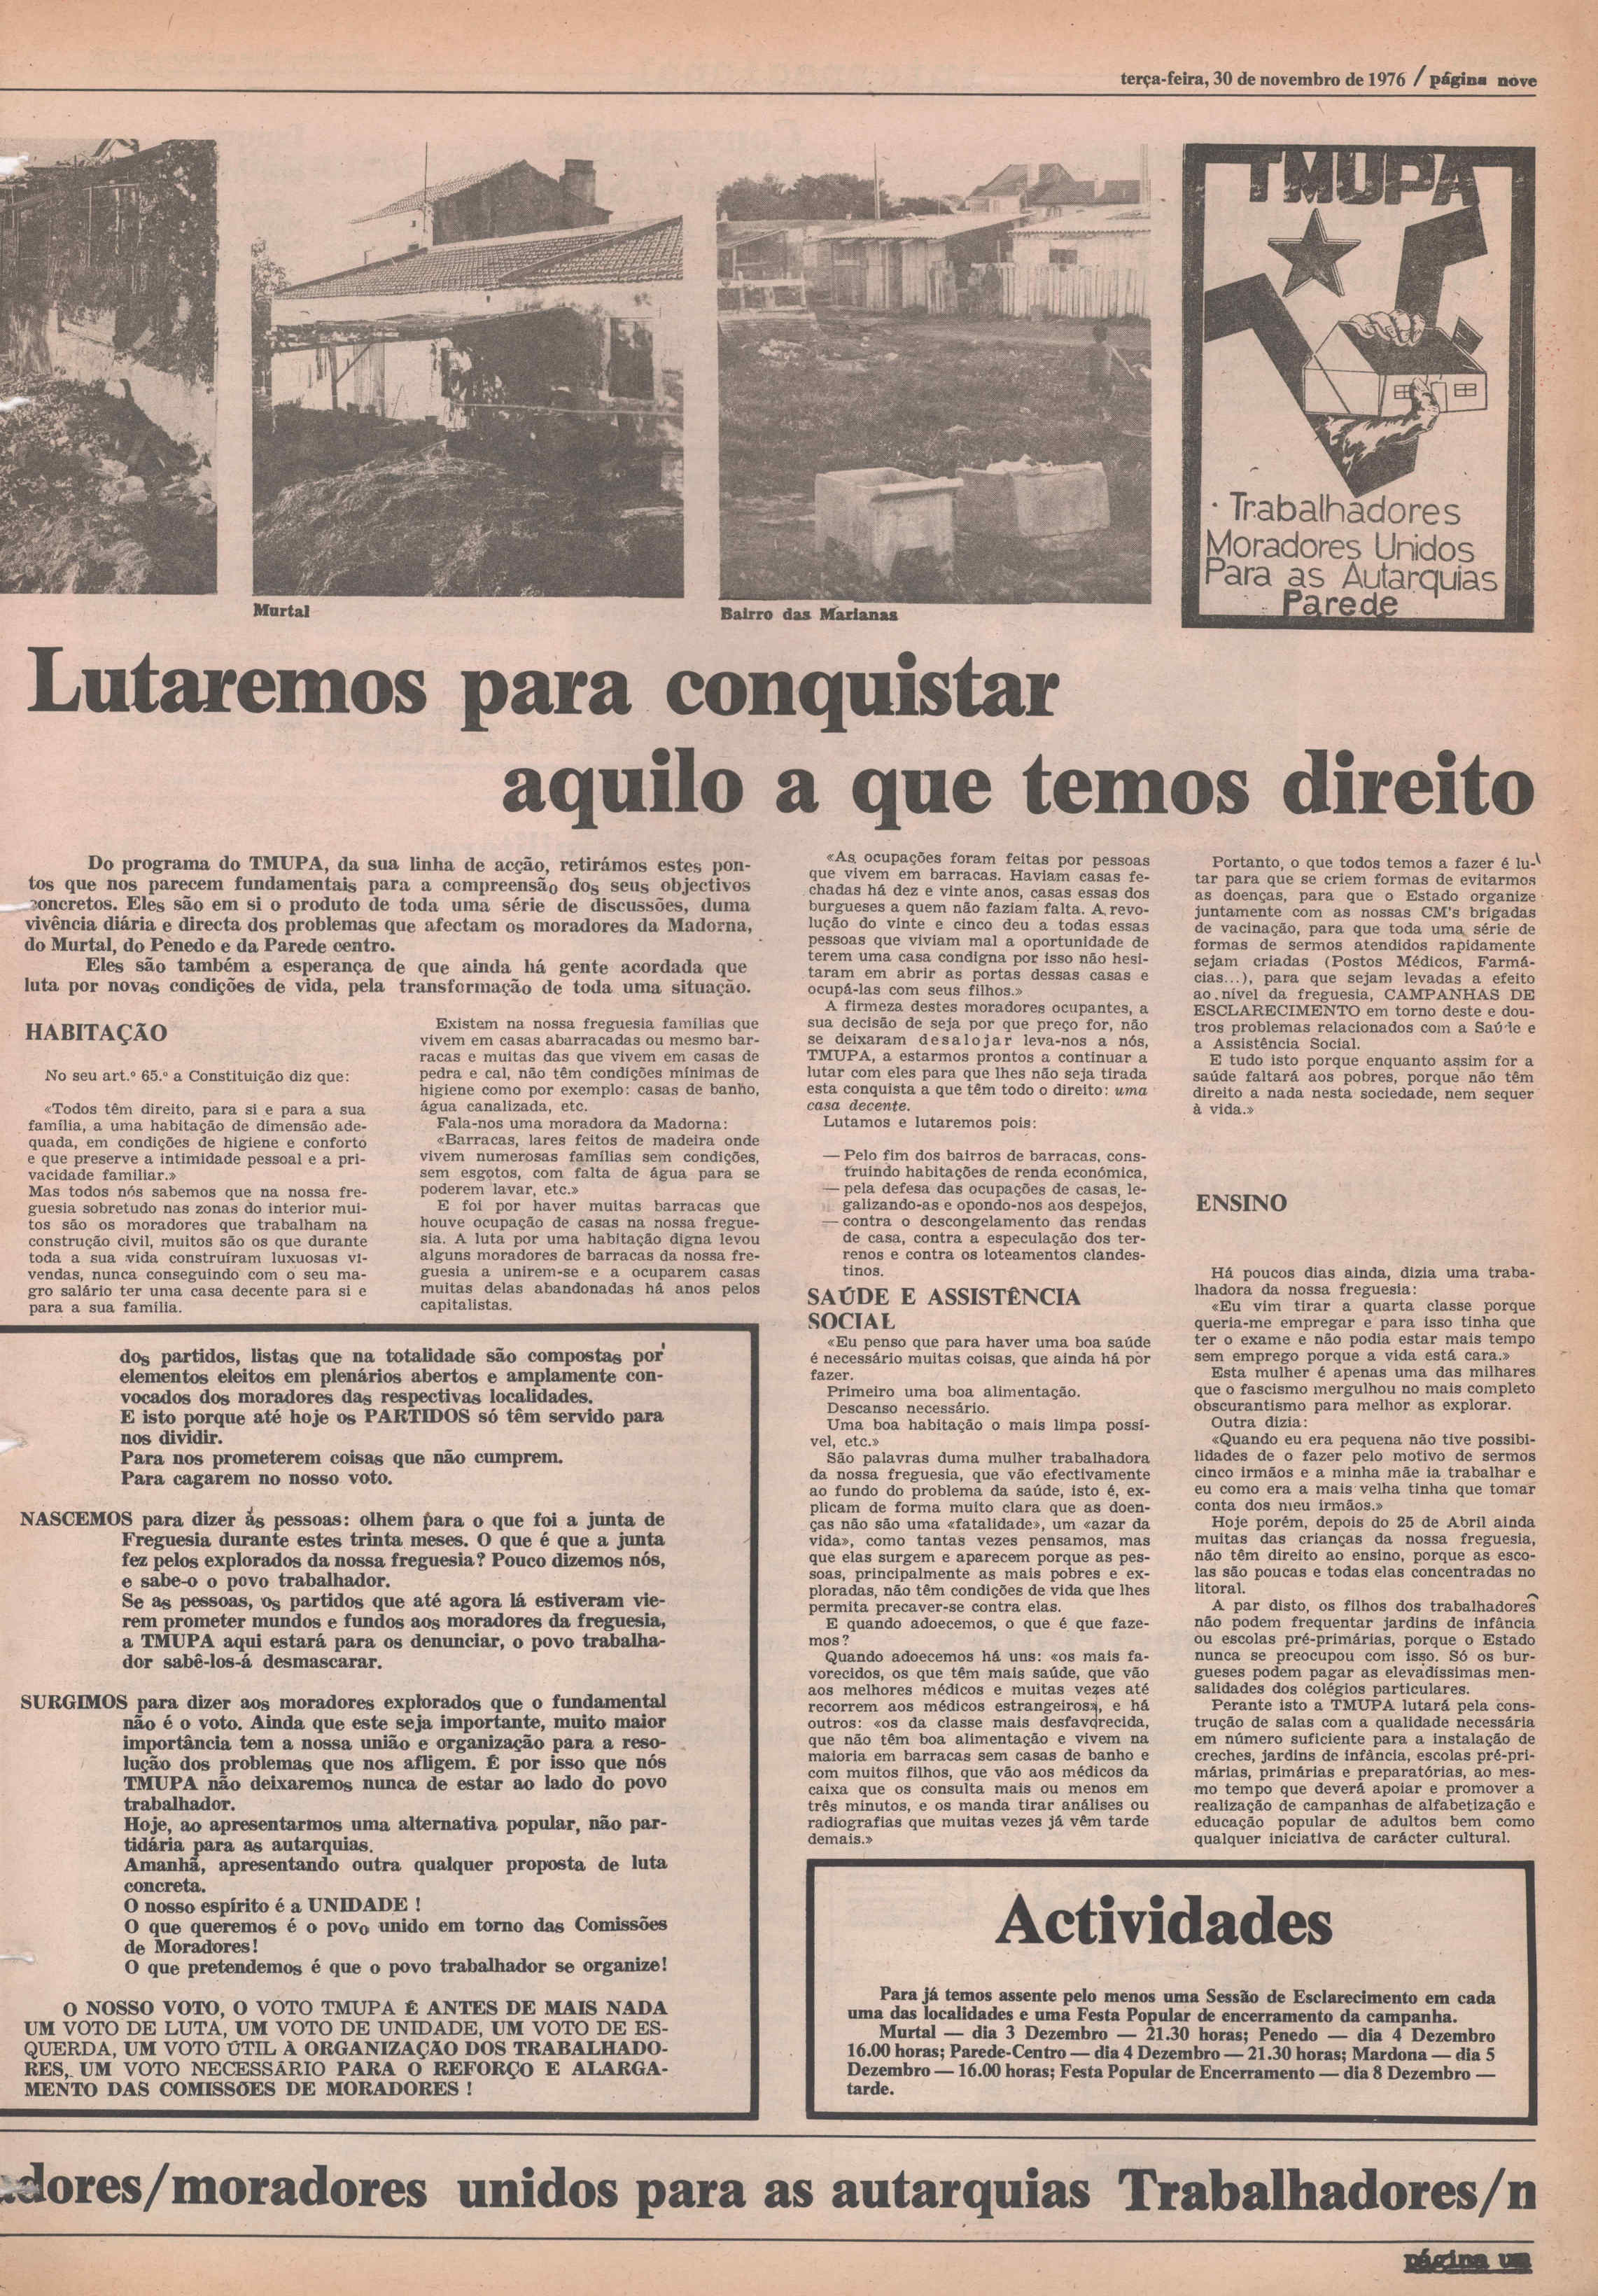 terça-feira, 30 de novembro de 1976 / página nove
TMUPA
· Trabalhadores
Moradores Unidos
Para as Autarquias
Parede
Murtal
Bairro das Marianas
Lutaremos para conquistar
aquilo a que temos direito
Do programa do TMUPA, da sua linha de acção, retirámos estes pon-
tos que nos parecem fundamentais para a compreensão dos seus objectivos
concretos. Eles são em si o produto de toda uma série de discussões, duma
vivência diária e directa dos problemas que afectam os moradores da Madorna,
do Murtal, do Penedo e da Parede centro.
Eles são também a esperança de que ainda há gente acordada que
luta por novas condições de vida, pela transformação de toda uma situação.
HABITAÇÃO
No seu art.º 65.º a Constituição diz que:
«Todos têm direito, para si e para a sua
família, a uma habitação de dimensão ade-
quada, em condições de higiene e conforto
e que preserve a intimidade pessoal e a pri-
vacidade familiar.»
Mas todos nós sabemos que na nossa fre-
guesia sobretudo nas zonas do interior mui-
tos são os moradores que trabalham na
construção civil, muitos são os que durante
toda a sua vida construíram luxuosas vi-
vendas, nunca conseguindo com o seu ma-
gro salário ter uma casa decente para si e
para a sua família.
Existem na nossa freguesia famílias que
vivem em casas abarracadas ou mesmo bar-
racas e muitas das que vivem em casas de
pedra e cal, não têm condições mínimas de
higiene como por exemplo: casas de banho,
água canalizada, etc.
Fala-nos uma moradora da Madorna:
«Barracas, lares feitos de madeira onde
vivem numerosas famílias sem condições,
sem esgotos, com falta de água para se
poderem lavar, etc.»
E foi por haver muitas barracas que
houve ocupação de casas na nossa fregue-
sia. A luta por uma habitação digna levou
alguns moradores de barracas da nossa fre-
guesia a unirem-se e a ocuparem casas
muitas delas abandonadas há anos pelos
capitalistas.
«As ocupações foram feitas por pessoas
que vivem em barracas. Haviam casas fe-
chadas há dez e vinte anos, casas essas dos
burgueses a quem não faziam falta. A revo-
lução do vinte e cinco deu a todas essas
pessoas que viviam mal a oportunidade de
terem uma casa condigna por isso não hesi-
taram em abrir as portas dessas casas e
ocupá-las com seus filhos.»
A firmeza destes moradores ocupantes, a
sua decisão de seja por que preço for, não
se deixaram desalojar leva-nos a nós,
TMUPA, a estarmos prontos a continuar a
lutar com eles para que lhes não seja tirada
esta conquista a que têm todo o direito: uma
casa decente.
Lutamos e lutaremos pois:
— Pelo fim dos bairros de barracas, cons-
truindo habitações de renda económica,
— pela defesa das ocupações de casas, le-
galizando-as e opondo-nos aos despejos,
— contra o descongelamento das rendas
de casa, contra a especulação dos ter-
renos e contra os loteamentos clandes-
tinos.
SAÚDE E ASSISTÊNCIA
SOCIAL
«Eu penso que para haver uma boa saúde
é necessário muitas coisas, que ainda há por
fazer.
Primeiro uma boa alimentação.
Descanso necessário.
Uma boa habitação o mais limpa possí-
vel, etc.»
São palavras duma mulher trabalhadora
da nossa freguesia, que vão efectivamente
ao fundo do problema da saúde, isto é, ex-
plicam de forma muito clara que as doen-
ças não são uma «fatalidade», um «azar da
vida», como tantas vezes pensamos, mas
que elas surgem e aparecem porque as pes-
soas, principalmente as mais pobres e ex-
ploradas, não têm condições de vida que lhes
permita precaver-se contra elas.
E quando adoecemos, o que é que faze-
mos?
Quando adoecemos há uns: «os mais fa-
vorecidos, os que têm mais saúde, que vão
aos melhores médicos e muitas vezes até
recorrem aos médicos estrangeiros», e há
outros: «os da classe mais desfavorecida,
que não têm boa alimentação e vivem na
maioria em barracas sem casas de banho e
com muitos filhos, que vão aos médicos da
caixa que os consulta mais ou menos em
três minutos, e os manda tirar análises ou
radiografias que muitas vezes já vêm tarde
demais.»
Portanto, o que todos temos a fazer é lu-
tar para que se criem formas de evitarmos
as doenças, para que o Estado organize
juntamente com as nossas CM's brigadas
de vacinação, para que toda uma série de
formas de sermos atendidos rapidamente
sejam criadas (Postos Médicos, Farmá-
cias...), para que sejam levadas a efeito
ao nível da freguesia, CAMPANHAS DE
ESCLARECIMENTO em torno deste e dou-
tros problemas relacionados com a Saúde e
a Assistência Social.
E tudo isto porque enquanto assim for a
saúde faltará aos pobres, porque não têm
direito a nada nesta sociedade, nem sequer
à vida.»
ENSINO
Há poucos dias ainda, dizia uma traba-
lhadora da nossa freguesia:
«Eu vim tirar a quarta classe porque
queria-me empregar e para isso tinha que
ter o exame e não podia estar mais tempo
sem emprego porque a vida está cara.»
Esta mulher é apenas uma das milhares
que o fascismo mergulhou no mais completo
obscurantismo para melhor as explorar.
Outra dizia:
«Quando eu era pequena não tive possibi-
lidades de o fazer pelo motivo de sermos
cinco irmãos e a minha mãe ia trabalhar e
eu como era a mais velha tinha que tomar
conta dos meu irmãos.»
Hoje porém, depois do 25 de Abril ainda
muitas das crianças da nossa freguesia,
não têm direito ao ensino, porque as esco-
las são poucas e todas elas concentradas no
litoral.
A par disto, os filhos dos trabalhadores
não podem frequentar jardins de infância
ou escolas pré-primárias, porque o Estado
nunca se preocupou com isso. Só os bur-
gueses podem pagar as elevadíssimas men-
salidades dos colégios particulares.
Perante isto a TMUPA lutará pela cons-
trução de salas com a qualidade necessária
em número suficiente para a instalação de
creches, jardins de infância, escolas pré-pri-
márias, primárias e preparatórias, ao mes-
mo tempo que deverá apoiar e promover a
realização de campanhas de alfabetização e
educação popular de adultos bem como
qualquer iniciativa de carácter cultural.
dos partidos, listas que na totalidade são compostas por
elementos eleitos em plenários abertos e amplamente con-
vocados dos moradores das respectivas localidades.
E isto porque até hoje os PARTIDOS só têm servido para
nos dividir.
Para nos prometerem coisas que não cumprem.
Para cagarem no nosso voto.
NASCEMOS para dizer às pessoas: olhem para o que foi a junta de
Freguesia durante estes trinta meses. O que é que a junta
fez pelos explorados da nossa freguesia? Pouco dizemos nós,
e sabe-o o povo trabalhador.
Se as pessoas, os partidos que até agora lá estiveram vie-
rem prometer mundos e fundos aos moradores da freguesia,
a TMUPA aqui estará para os denunciar, o povo trabalha-
dor sabê-los-á desmascarar.
SURGIMOS para dizer aos moradores explorados que o fundamental
não é o voto. Ainda que este seja importante, muito maior
importância tem a nossa união e organização para a reso-
lução dos problemas que nos afligem. É por isso que nós
TMUPA não deixaremos nunca de estar ao lado do povo
trabalhador.
Hoje, ao apresentarmos uma alternativa popular, não par-
tidária para as autarquias.
Amanhã, apresentando outra qualquer proposta de luta
concreta.
O nosso espírito é a UNIDADE !
O que queremos é o povo unido em torno das Comissões
de Moradores!
O que pretendemos é que o povo trabalhador se organize!
O NOSSO VOTO, O VOTO TMUPA É ANTES DE MAIS NADA
UM VOTO DE LUTA, UM VOTO DE UNIDADE, UM VOTO DE ES-
QUERDA, UM VOTO ÚTIL À ORGANIZAÇÃO DOS TRABALHADO-
RES, UM VOTO NECESSÁRIO PARA O REFORÇO E ALARGA-
MENTO DAS COMISSÕES DE MORADORES !
Actividades
Para já temos assente pelo menos uma Sessão de Esclarecimento em cada
uma das localidades e uma Festa Popular de encerramento da campanha.
Murtal — dia 3 Dezembro — 21.30 horas; Penedo — dia 4 Dezembro
16.00 horas; Parede-Centro — dia 4 Dezembro — 21.30 horas; Mardona — dia 5
Dezembro — 16.00 horas; Festa Popular de Encerramento — dia 8 Dezembro —
tarde.
dores/moradores unidos para as autarquias Trabalhadores/n
página um